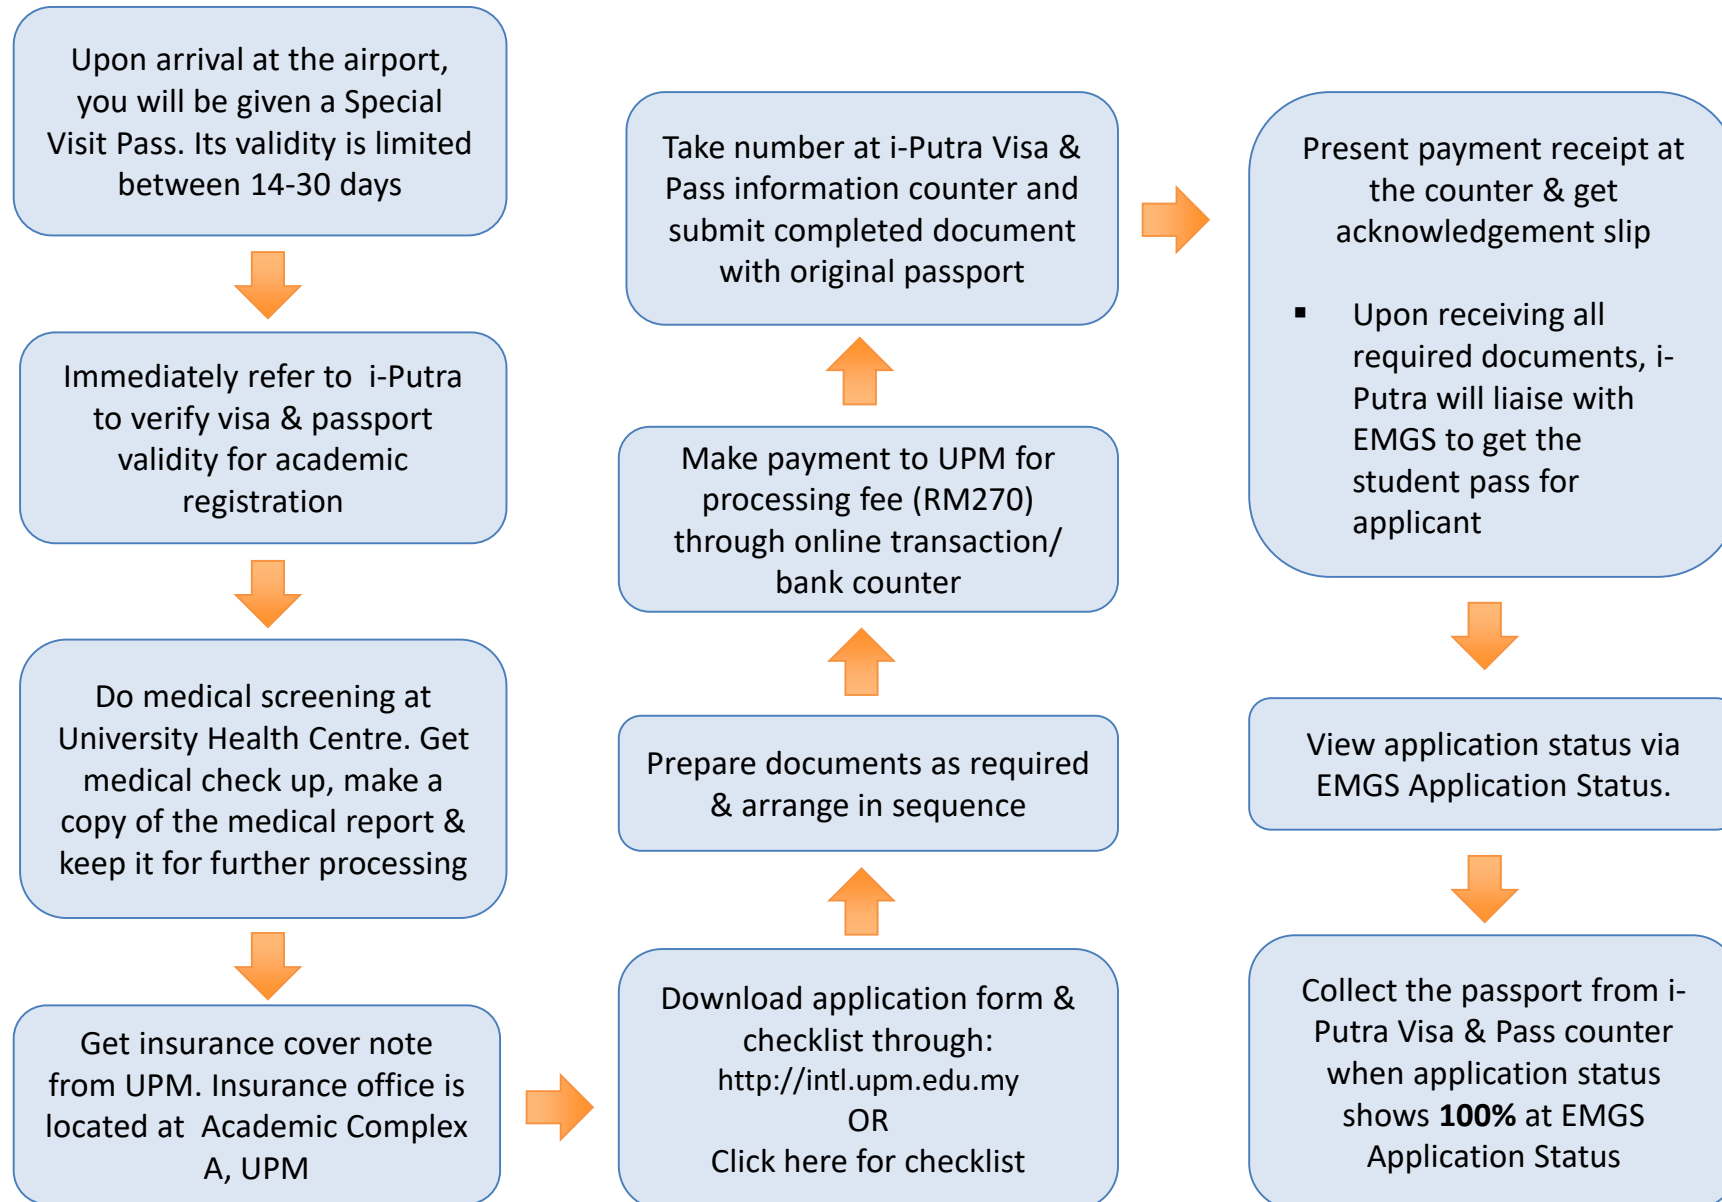 Upon arrival at the airport,
you will be given a Special
Visit Pass. Its validity is limited
between 14-30 days
Immediately refer to i-Putra
to verify visa & passport
validity for academic
registration
Do medical screening at
University Health Centre. Get
medical check up, make a
copy of the medical report &
keep it for further processing
Get insurance cover note
from UPM. Insurance office is
located at Academic Complex
A, UPM
Download application form &
checklist through:
http://intl.upm.edu.my
OR
Click here for checklist
Prepare documents as required
& arrange in sequence
Make payment to UPM for
processing fee (RM270)
through online transaction/
bank counter
Take number at i-Putra Visa &
Pass information counter and
submit completed document
with original passport
Present payment receipt at
the counter & get
acknowledgement slip
▪ Upon receiving all
required documents, i-
Putra will liaise with
EMGS to get the
student pass for
applicant
View application status via
EMGS Application Status.
Collect the passport from i-
Putra Visa & Pass counter
when application status
shows 100% at EMGS
Application Status